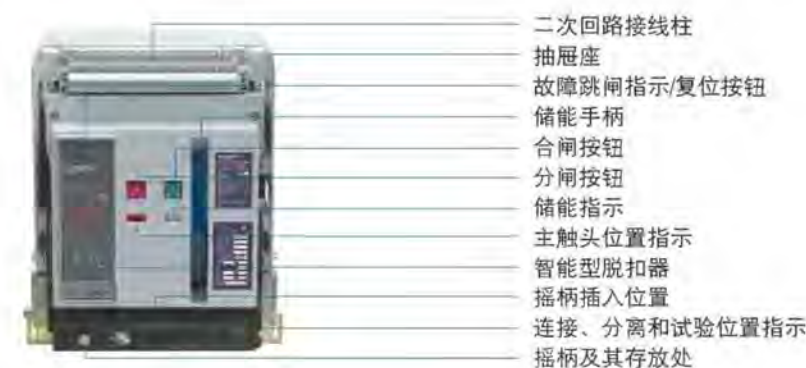 二次回路接线柱
抽屉座
故障跳闸指示/复位按钮
储能手柄
合闸按钮
分闸按钮
储能指示
主触头位置指示
智能型脱扣器
摇柄插入位置
连接、分离和试验位置指示
摇柄及其存放处